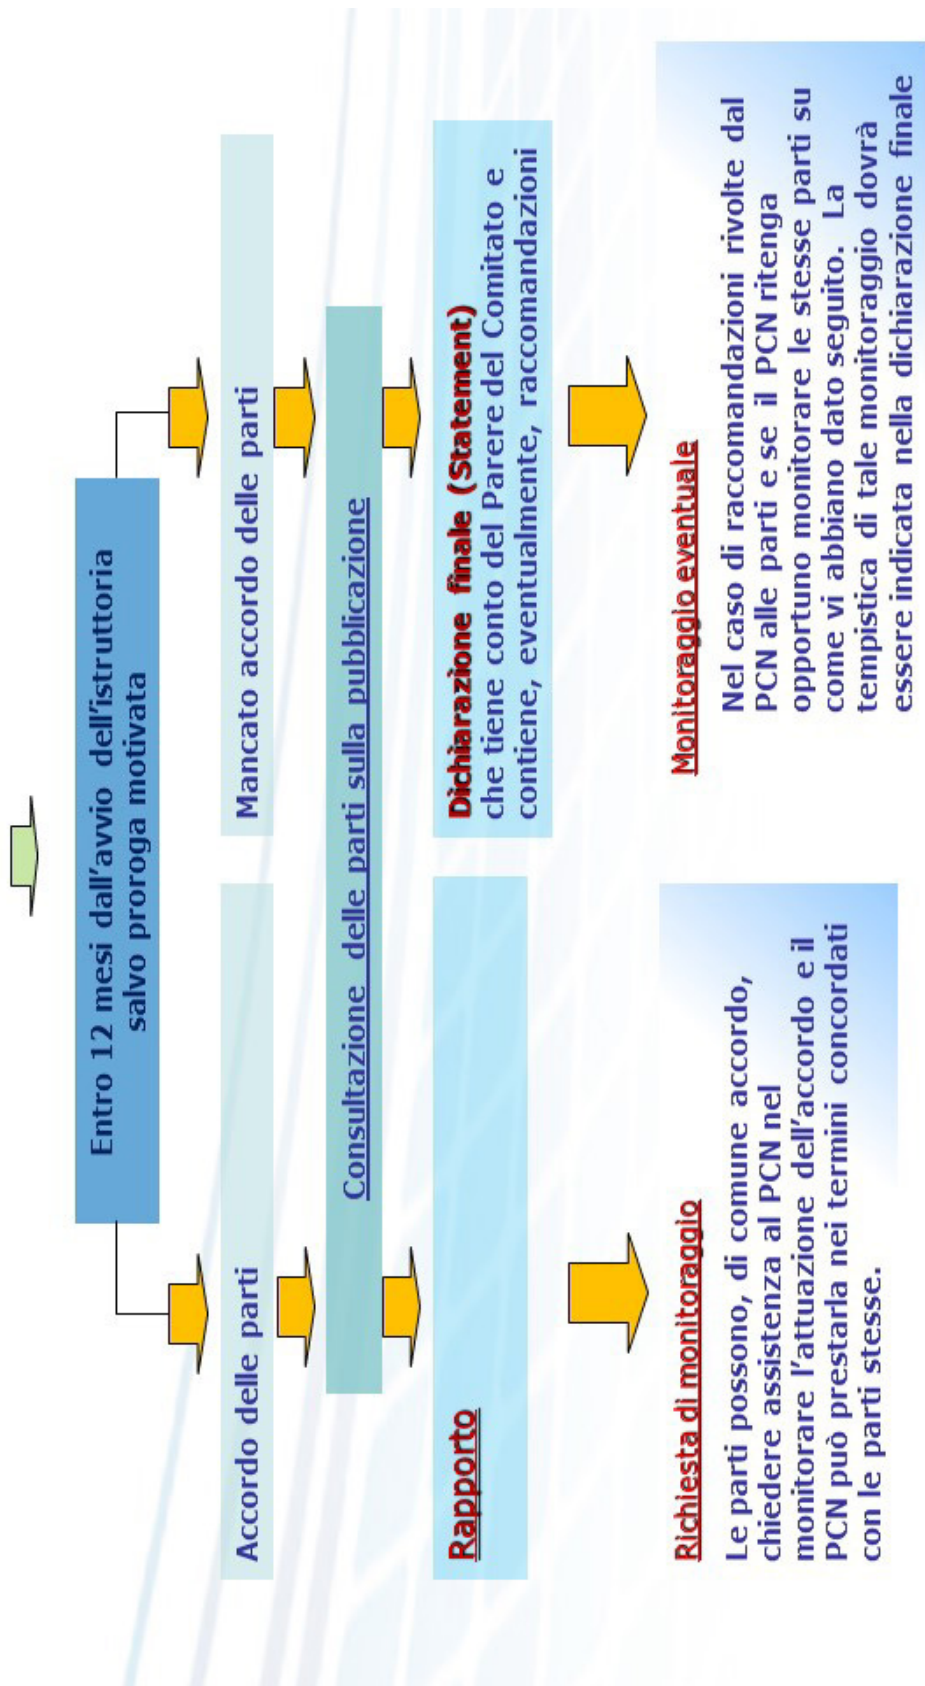 Entro 12 mesi dall'avvio dell'istruttoria
salvo proroga motivata
Accordo delle parti
Mancato accordo delle parti
Consultazione delle parti sulla pubblicazione
Rapporto
Dichiarazione finale (Statement)
che tiene conto del Parere del Comitato e
contiene, eventualmente, raccomandazioni
Richiesta di monitoraggio
Le parti possono, di comune accordo,
chiedere assistenza al PCN nel
monitorare l'attuazione dell'accordo e il
PCN può prestarla nei termini concordati
con le parti stesse.
Monitoraggio eventuale
Nel caso di raccomandazioni rivolte dal
PCN alle parti e se il PCN ritenga
opportuno monitorare le stesse parti su
come vi abbiano dato seguito. La
tempistica di tale monitoraggio dovrà
essere indicata nella dichiarazione finale